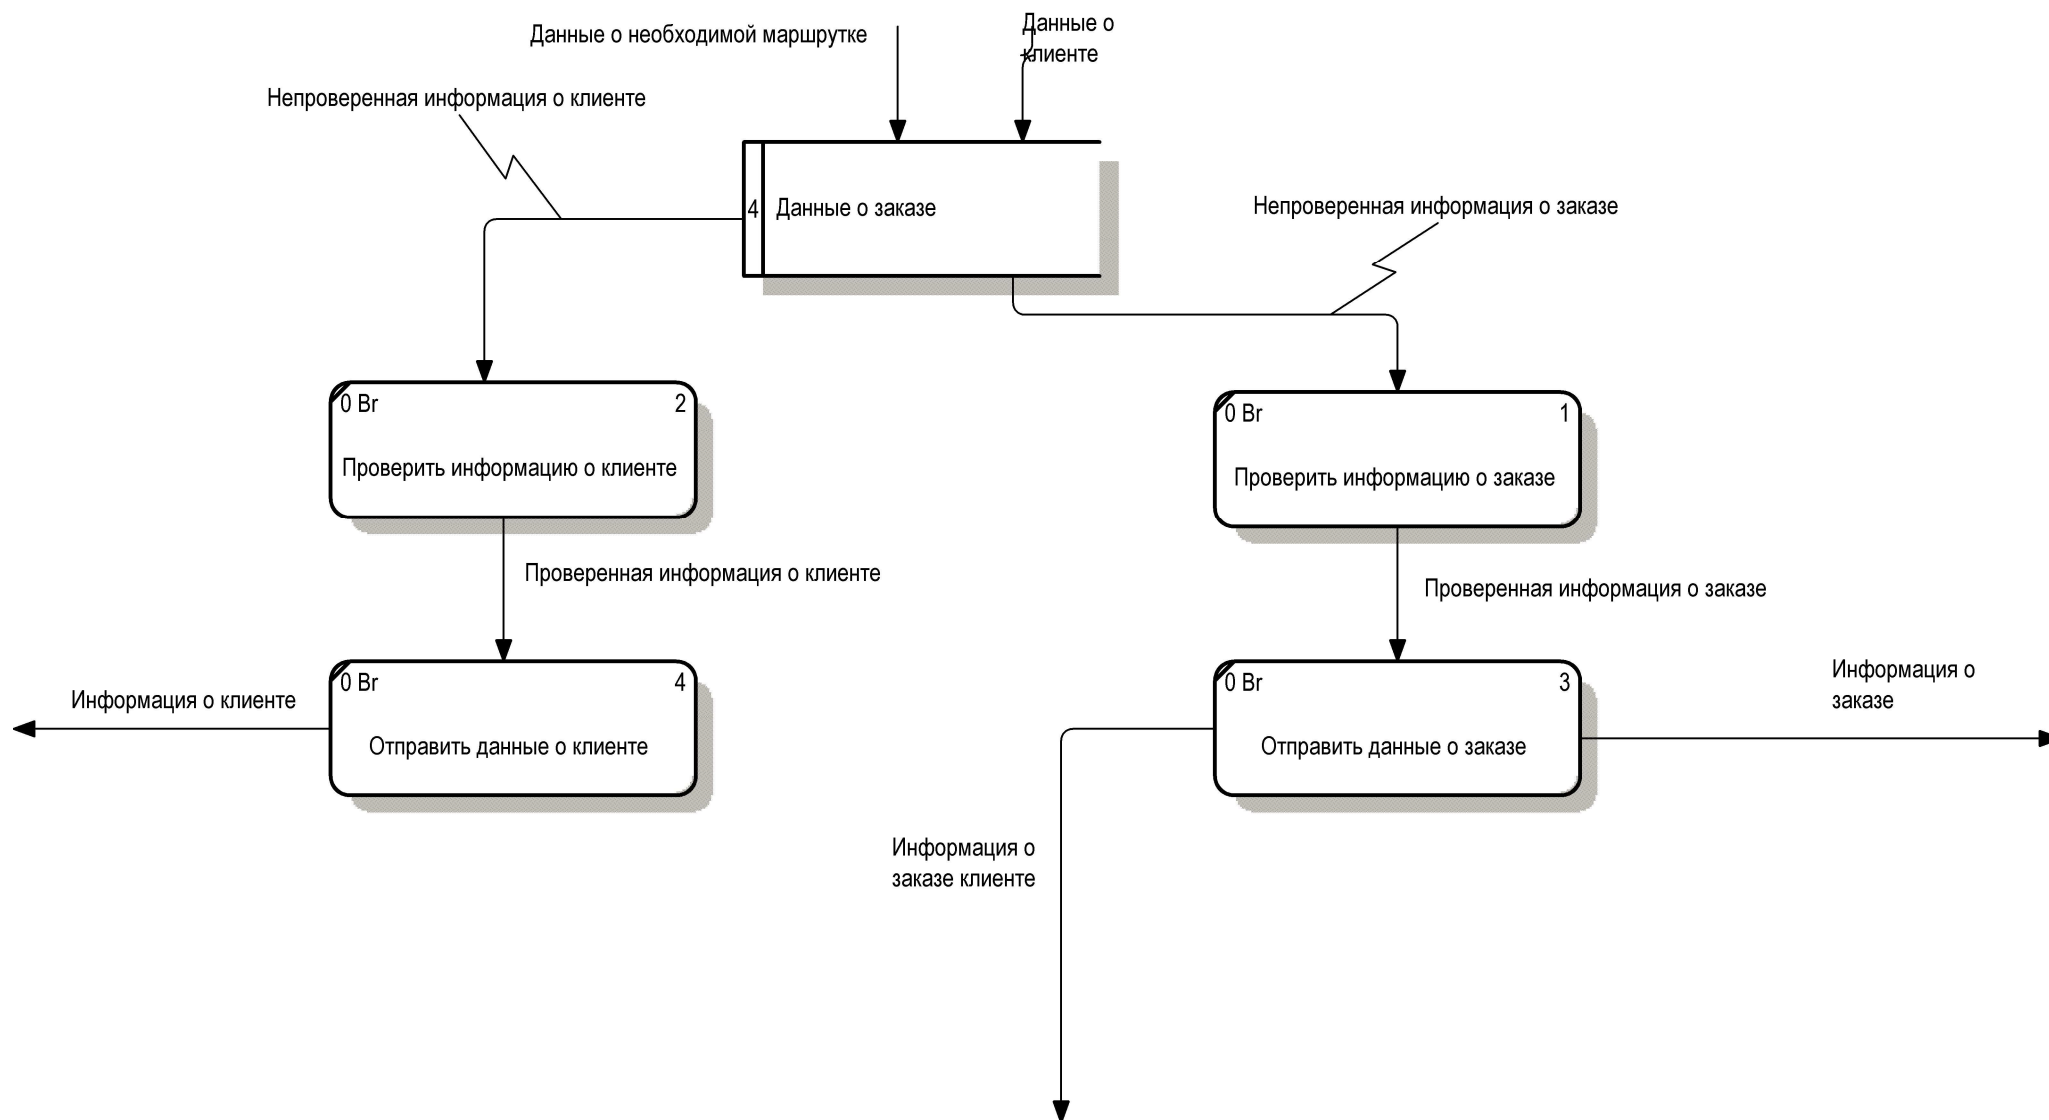 Данные о необходимой маршрутке
Данные о
клиенте
Непроверенная информация о клиенте
4 Данные о заказе
Непроверенная информация о заказе
0 Br 2
Проверить информацию о клиенте
0 Br 1
Проверить информацию о заказе
Проверенная информация о клиенте
Проверенная информация о заказе
Информация о клиенте
0 Br 4
Отправить данные о клиенте
0 Br 3
Отправить данные о заказе
Информация о
заказе
Информация о
заказе клиенте